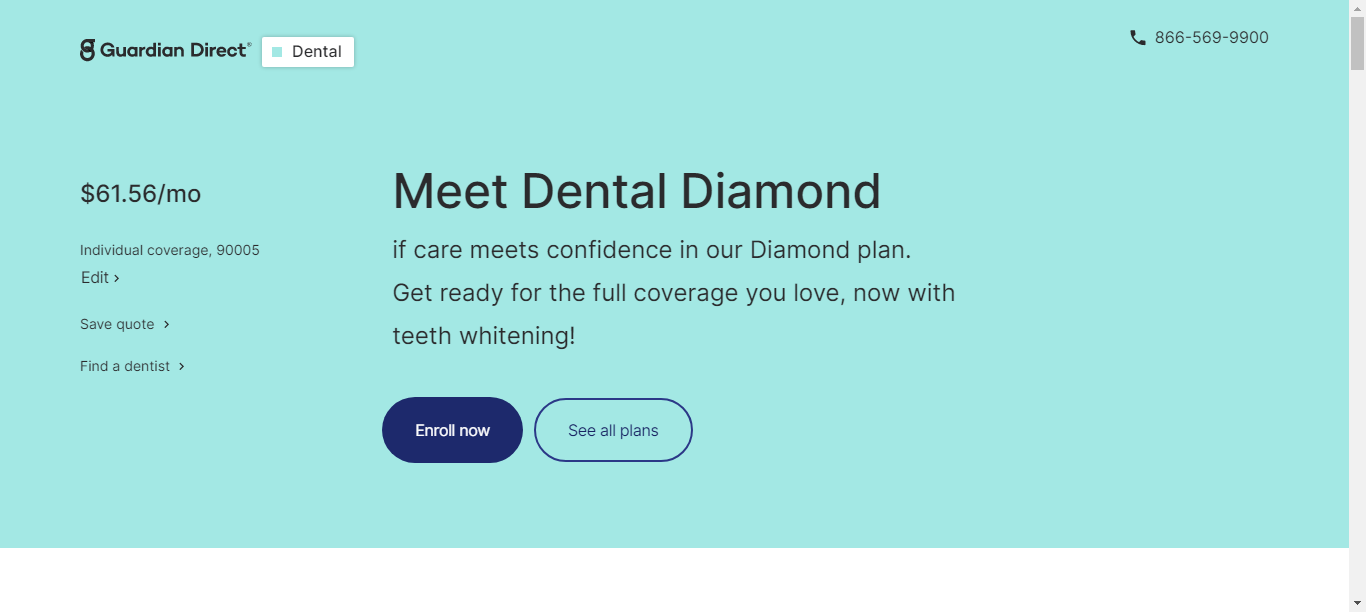 Guardian Direct®
Dental
866-569-9900
$61.56/mo
Individual coverage, 90005
Edit
Save quote
Find a dentist
Meet Dental Diamond
if care meets confidence in our Diamond plan.
Get ready for the full coverage you love, now with
teeth whitening!
Enroll now
See all plans